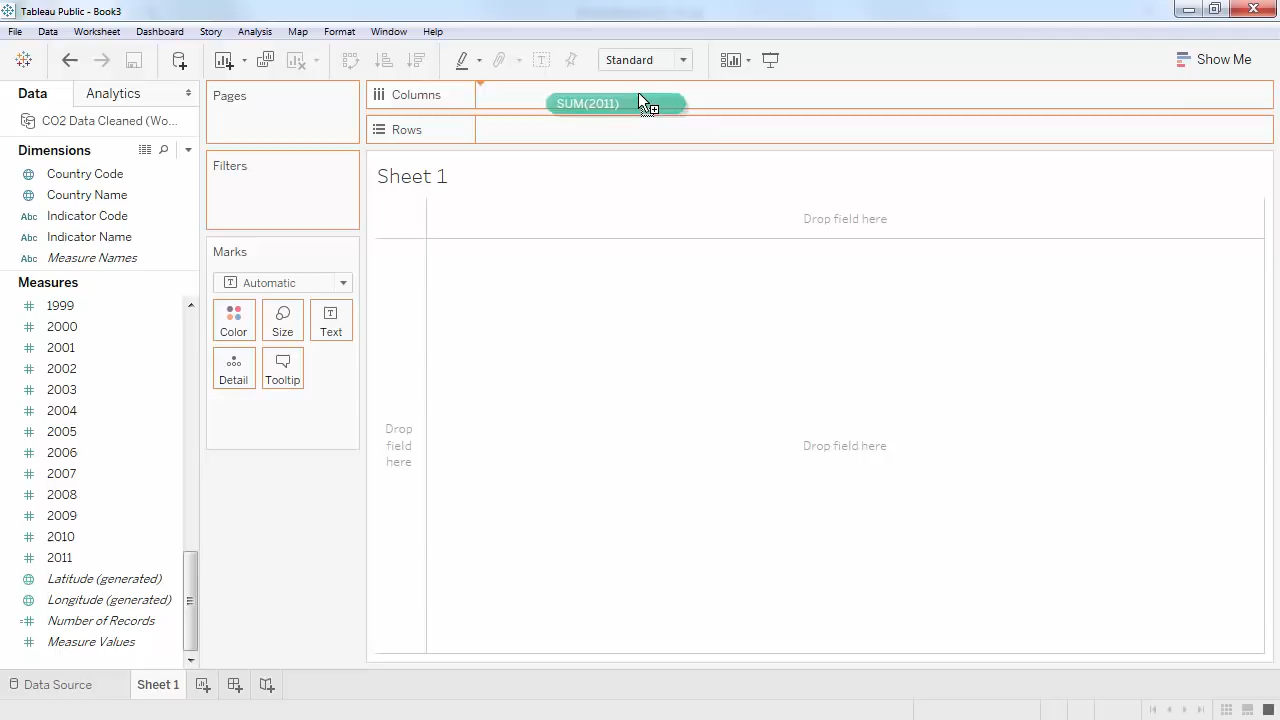 Tableau Public - Book3
File Data Worksheet Dashboard Story Analysis Map Format Window Help
Standard
Show Me
Data Analytics
CO2 Data Cleaned (Wo...
Dimensions
Country Code
Country Name
Abc Indicator Code
Abc Indicator Name
Abc Measure Names
Measures
1999
2000
2001
2002
2003
2004
2005
2006
2007
2008
2009
2010
2011
Latitude (generated)
Longitude (generated)
Number of Records
Measure Values
Pages
Filters
Marks
Automatic
Color Size Text
Detail Tooltip
Columns
SUM(2011)
Rows
Sheet 1
Drop field here
Drop
field
here
Drop field here
Data Source Sheet 1